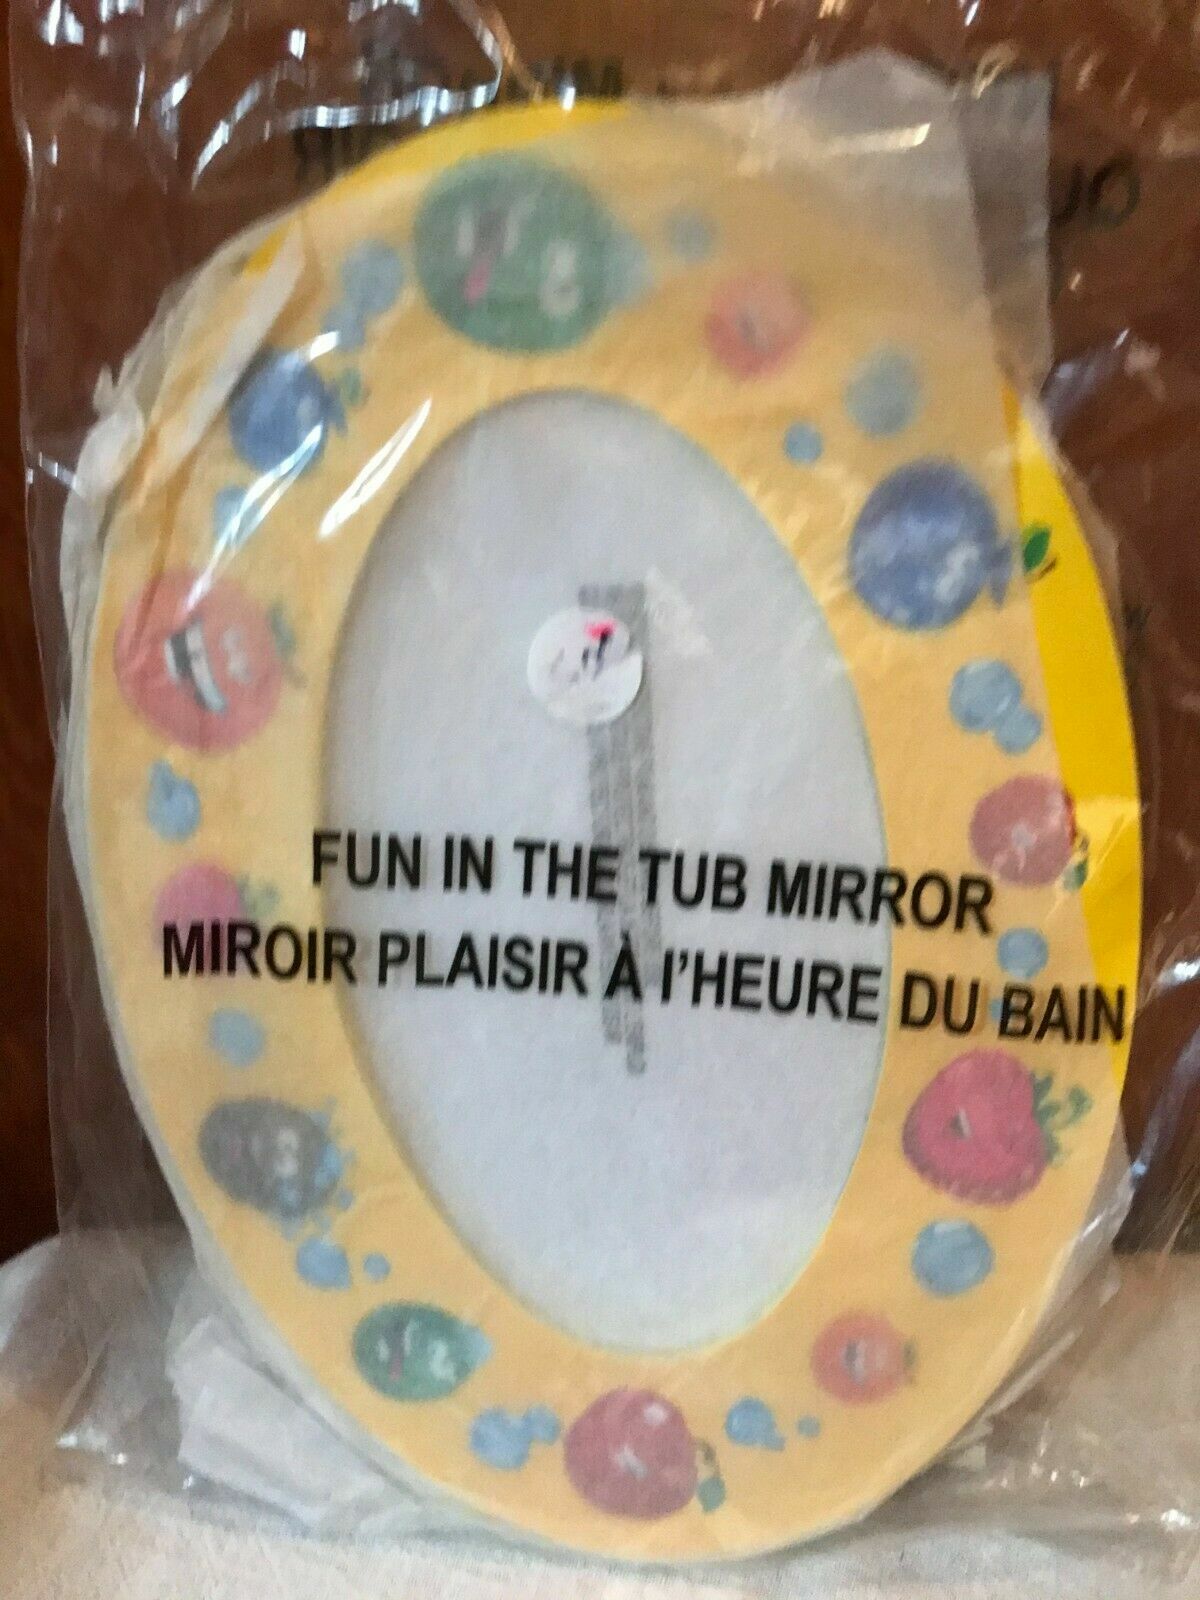 FUN IN THE TUB MIRROR
MIROIR PLAISIR À l'HEURE DU BAIN